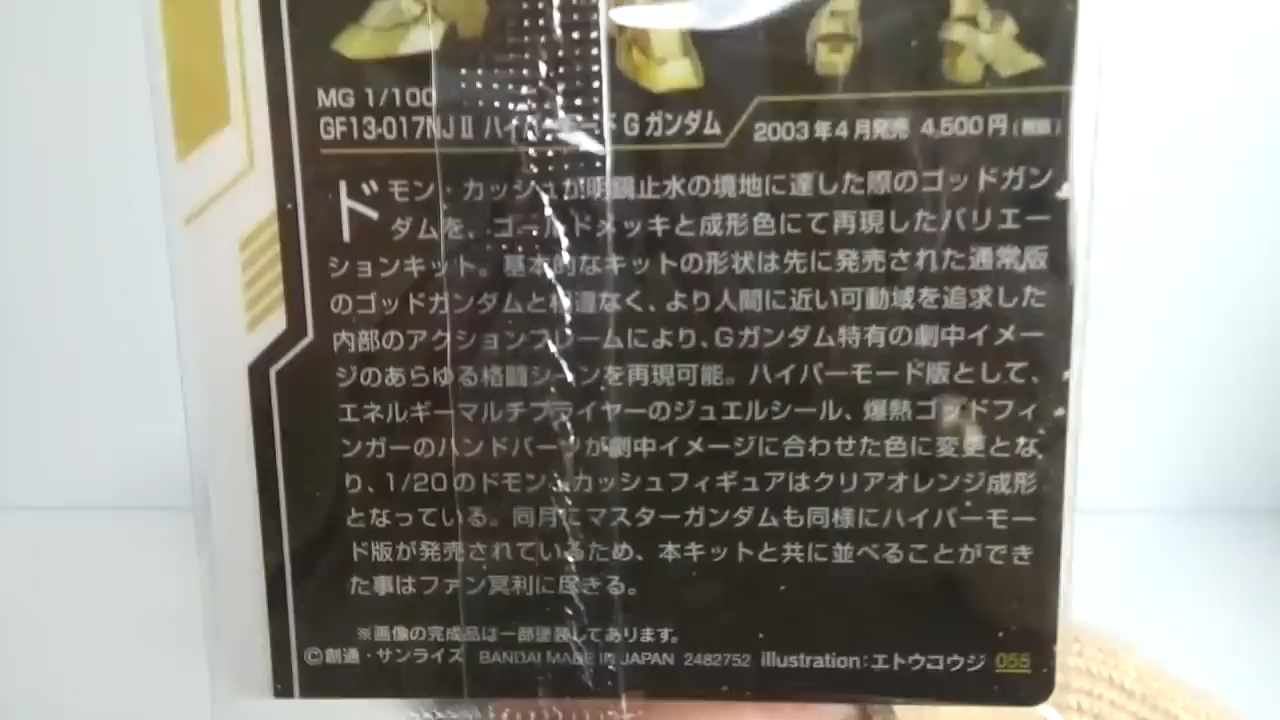 MG 1/100
GF13-017NJⅡ ハイパーモード Gガンダム
2003年4月発売 4,500円
ドモン・カッシュが明鏡止水の境地に達した際のゴッドガン
ダムを、ゴールドメッキと成形色にて再現したバリエー
ションキット。基本的なキットの形状は先に発売された通常版
のゴッドガンダムと相違なく、より人間に近い可動域を追求した
内部のアクションフレームにより、Gガンダム特有の劇中イメー
ジのあらゆる格闘シーンを再現可能。ハイパーモード版として、
エネルギーマルチプライヤーのジュエルシール、爆熱ゴッドフィ
ンガーのハンドパーツが劇中イメージに合わせた色に変更とな
り、1/20のドモン・カッシュフィギュアはクリアオレンジ成形
となっている。同月にマスターガンダムも同様にハイパーモー
ド版が発売されているため、本キットと共に並べることができ
た事はファン冥利に尽きる。
※画像の完成品は一部塗装してあります。
©創通・サンライズ BANDAI MADE IN JAPAN 2482752 illustration:エトウコウジ 055